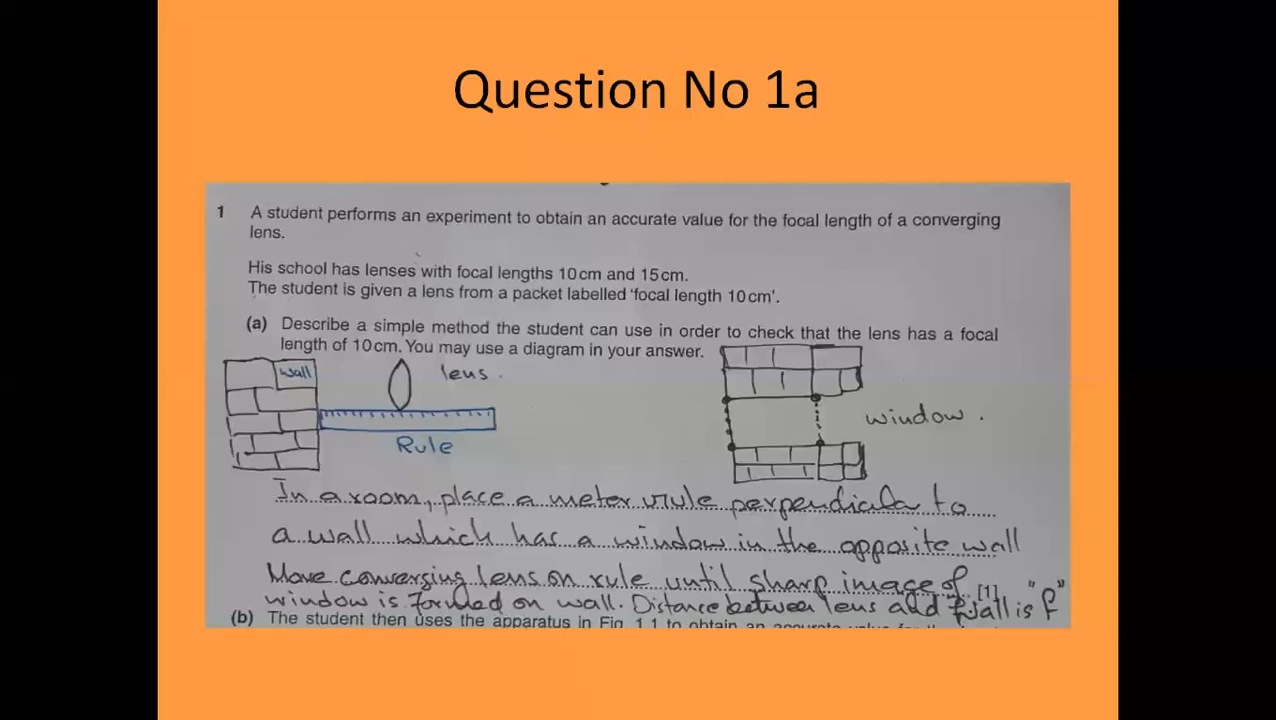 Question No 1a
1 A student performs an experiment to obtain an accurate value for the focal length of a converging
lens.
His school has lenses with focal lengths 10 cm and 15 cm.
The student is given a lens from a packet labelled ‘focal length 10 cm’.
(a) Describe a simple method the student can use in order to check that the lens has a focal
length of 10 cm. You may use a diagram in your answer.
wall
lens.
window.
Rule
In a room, place a meter rule perpendicular to
a wall which has a window in the opposite wall
Move converging lens on rule until sharp image of [1]
window is formed on wall. Distance between lens and wall is "f"
(b) The student then uses the apparatus in Fig. 1.1 to obtain an accurate value for the